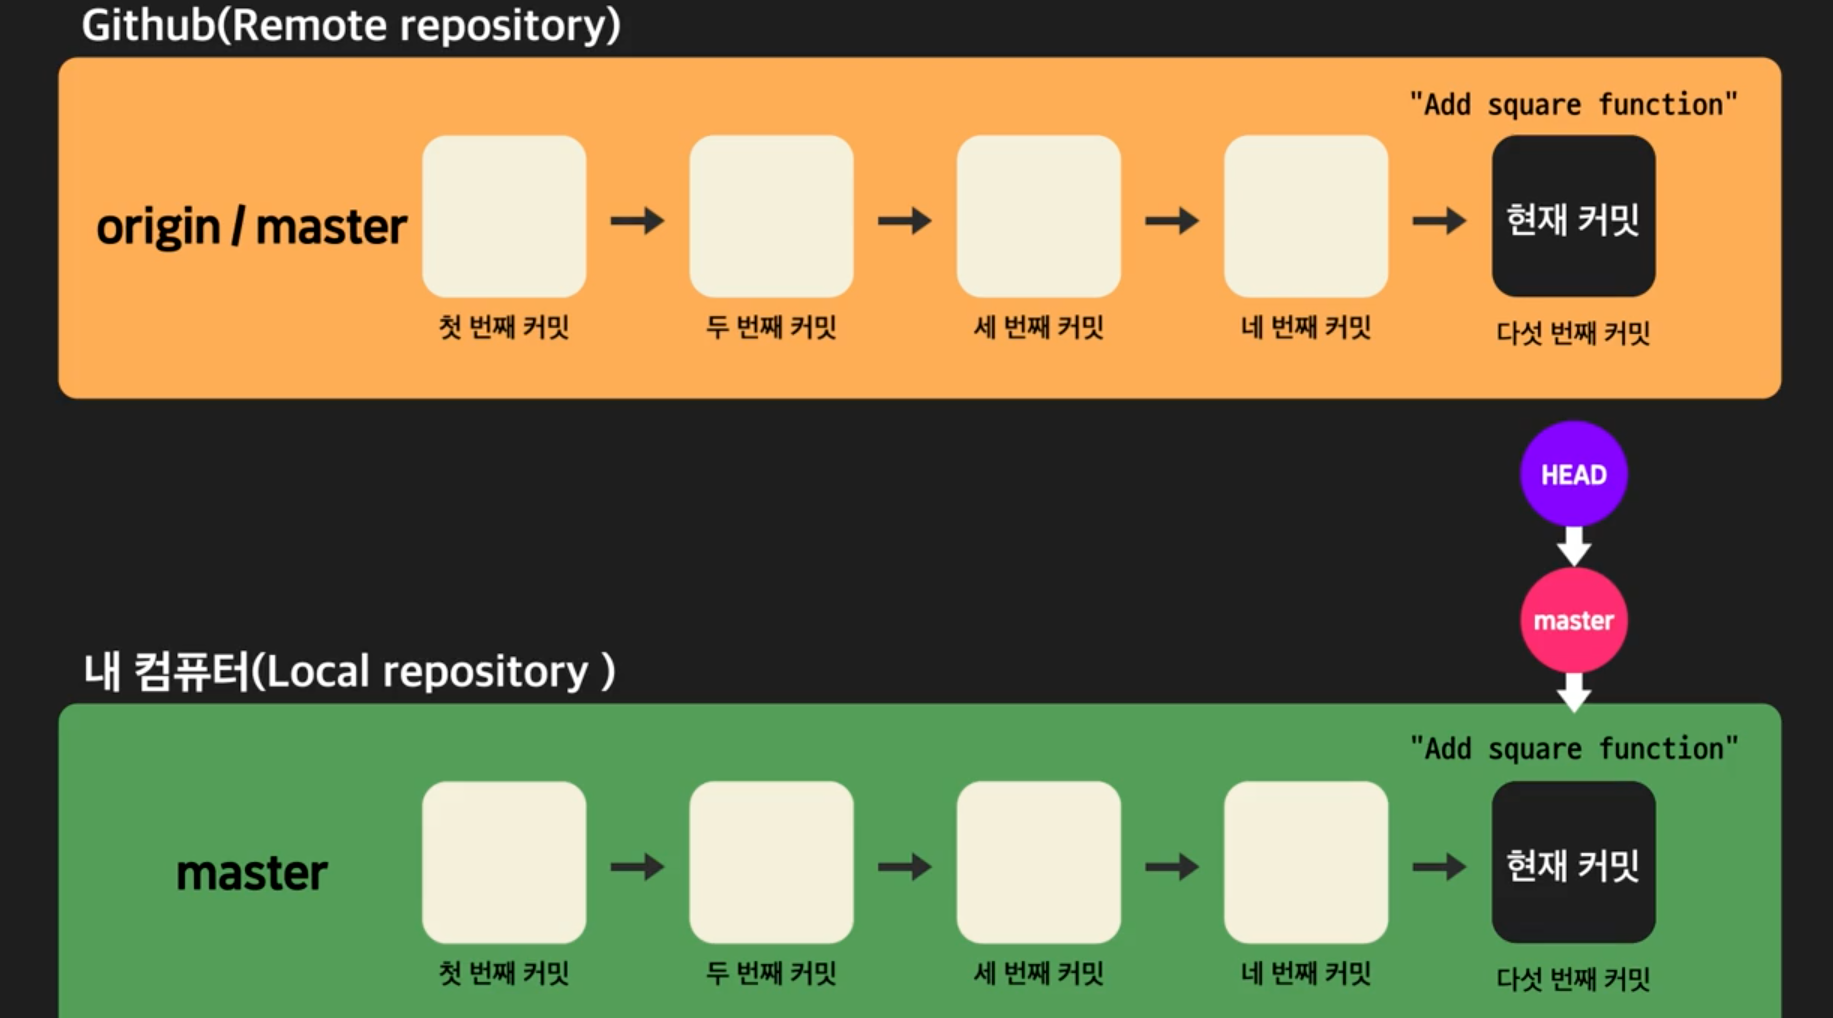 Github(Remote repository)
"Add square function"
origin / master
현재 커밋
첫 번째 커밋
두 번째 커밋
세 번째 커밋
네 번째 커밋
다섯 번째 커밋
HEAD
master
내 컴퓨터(Local repository )
"Add square function"
master
현재 커밋
첫 번째 커밋
두 번째 커밋
세 번째 커밋
네 번째 커밋
다섯 번째 커밋